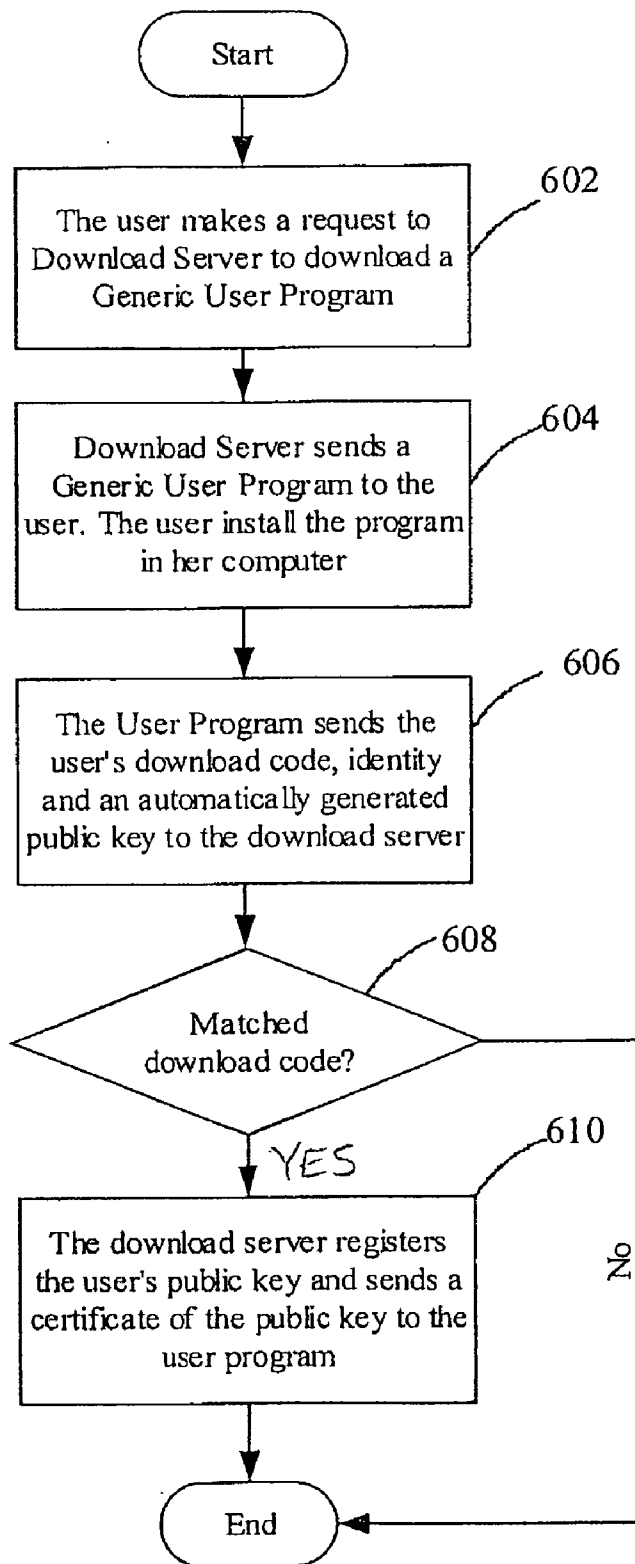 Start
602
The user makes a request to
Download Server to download a
Generic User Program
604
Download Server sends a
Generic User Program to the
user. The user install the program
in her computer
606
The User Program sends the
user's download code, identity
and an automatically generated
public key to the download server
608
Matched
download code?
YES
610
The download server registers
the user's public key and sends a
certificate of the public key to the
user program
No
End